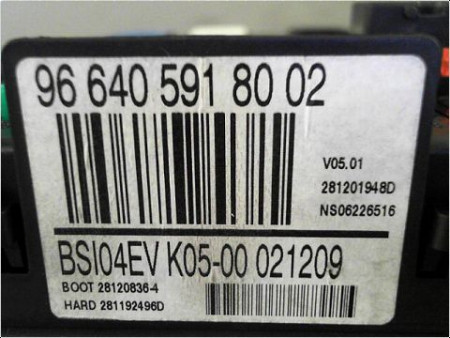 96 640 591 80 02
V05.01
281201948D
NS06226516
BSI04EV K05-00 021209
BOOT 28120836-4
HARD 281192496D